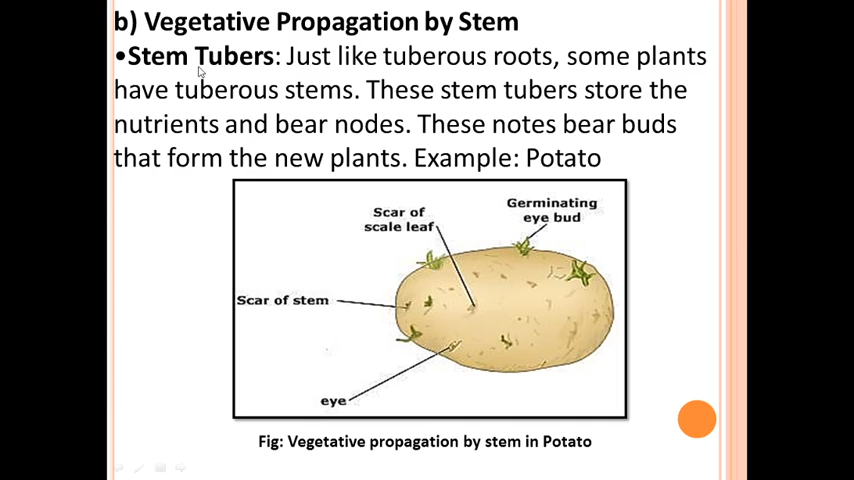 b) Vegetative Propagation by Stem
•Stem Tubers: Just like tuberous roots, some plants
have tuberous stems. These stem tubers store the
nutrients and bear nodes. These notes bear buds
that form the new plants. Example: Potato
Germinating
eye bud
Scar of
scale leaf
Scar of stem
eye
Fig: Vegetative propagation by stem in Potato